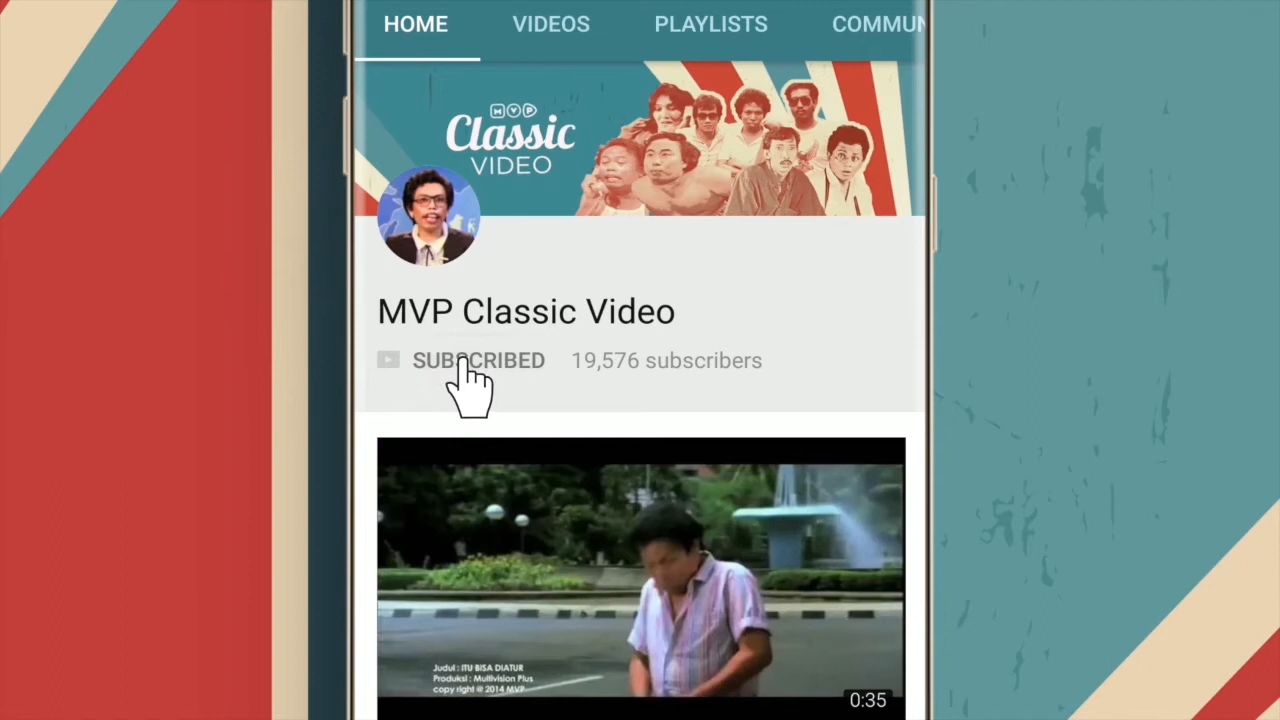 HOME VIDEOS PLAYLISTS COMMUN
MVP
Classic
VIDEO
MVP Classic Video
SUBSCRIBED 19,576 subscribers
Judul : ITU BISA DIATUR
Produksi : Multivision Plus
copy right @ 2014 MVP
0:35